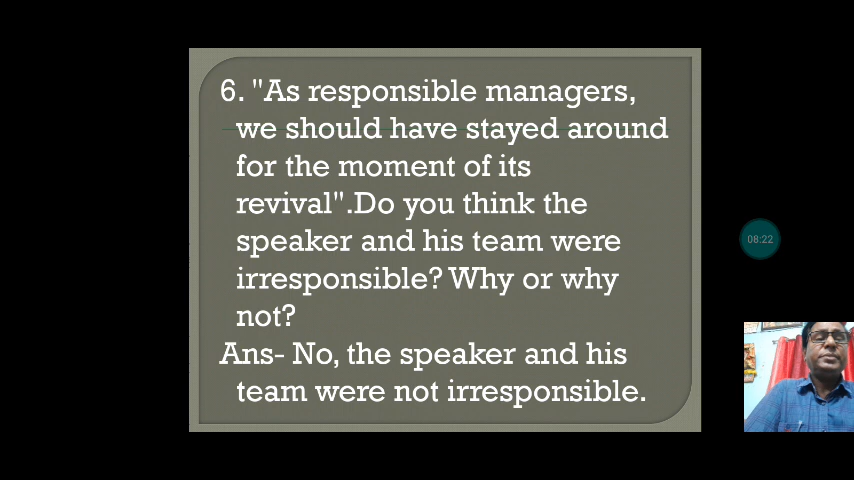 6. "As responsible managers,
we should have stayed around
for the moment of its
revival".Do you think the
speaker and his team were
irresponsible? Why or why
not?
Ans- No, the speaker and his
team were not irresponsible.
08:22